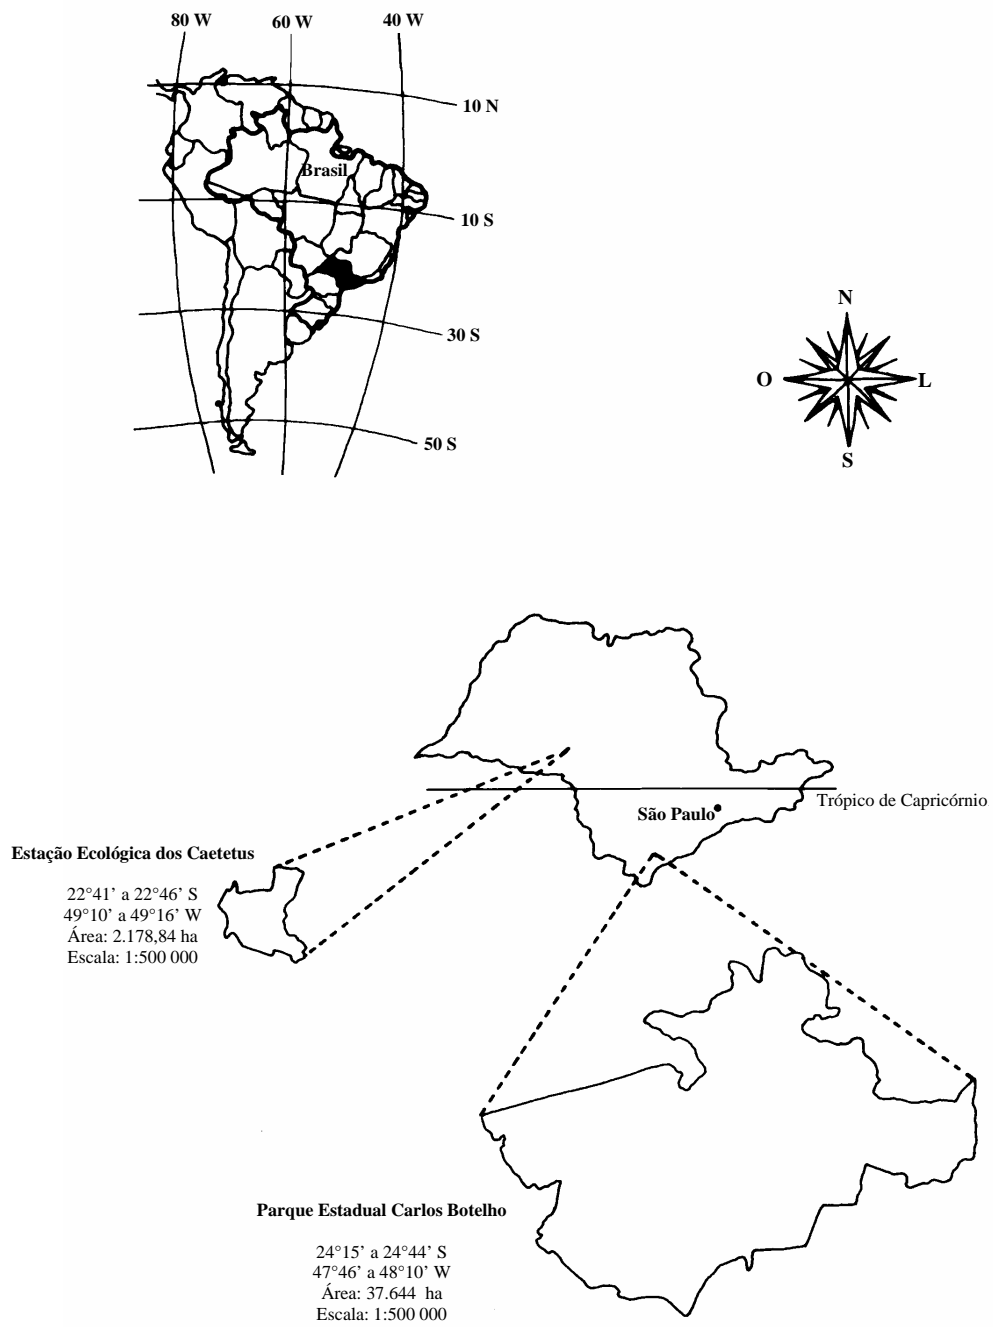 80 W
60 W
40 W
10 N
Brasil
10 S
30 S
50 S
N
O
L
S
Trópico de Capricórnio
São Paulo
Estação Ecológica dos Caetetus
22°41’ a 22°46’ S
49°10’ a 49°16’ W
Área: 2.178,84 ha
Escala: 1:500 000
Parque Estadual Carlos Botelho
24°15’ a 24°44’ S
47°46’ a 48°10’ W
Área: 37.644 ha
Escala: 1:500 000